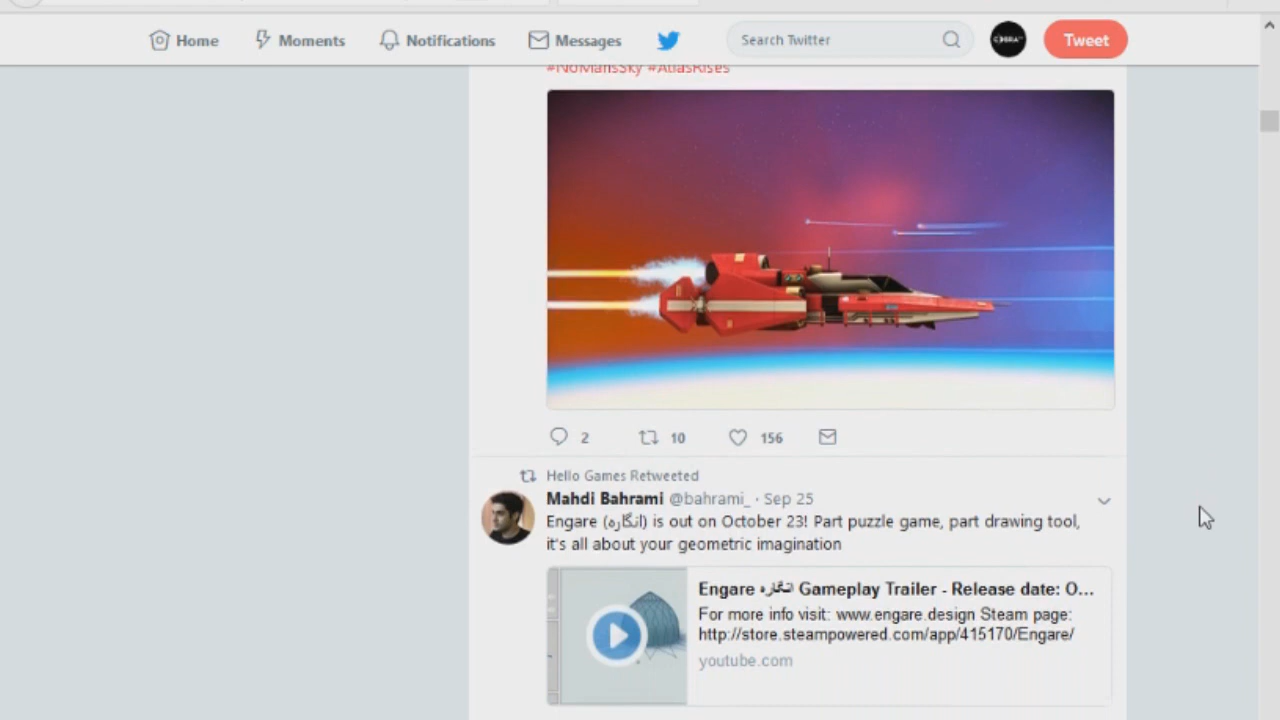 Home Moments Notifications Messages Search Twitter Tweet
#NoMansSky #AtlasRises
2 10 156
Hello Games Retweeted
Mahdi Bahrami @bahrami_ · Sep 25
Engare (انگاره) is out on October 23! Part puzzle game, part drawing tool,
it's all about your geometric imagination
Engare انگاره Gameplay Trailer - Release date: O...
For more info visit: www.engare.design Steam page:
http://store.steampowered.com/app/415170/Engare/
youtube.com